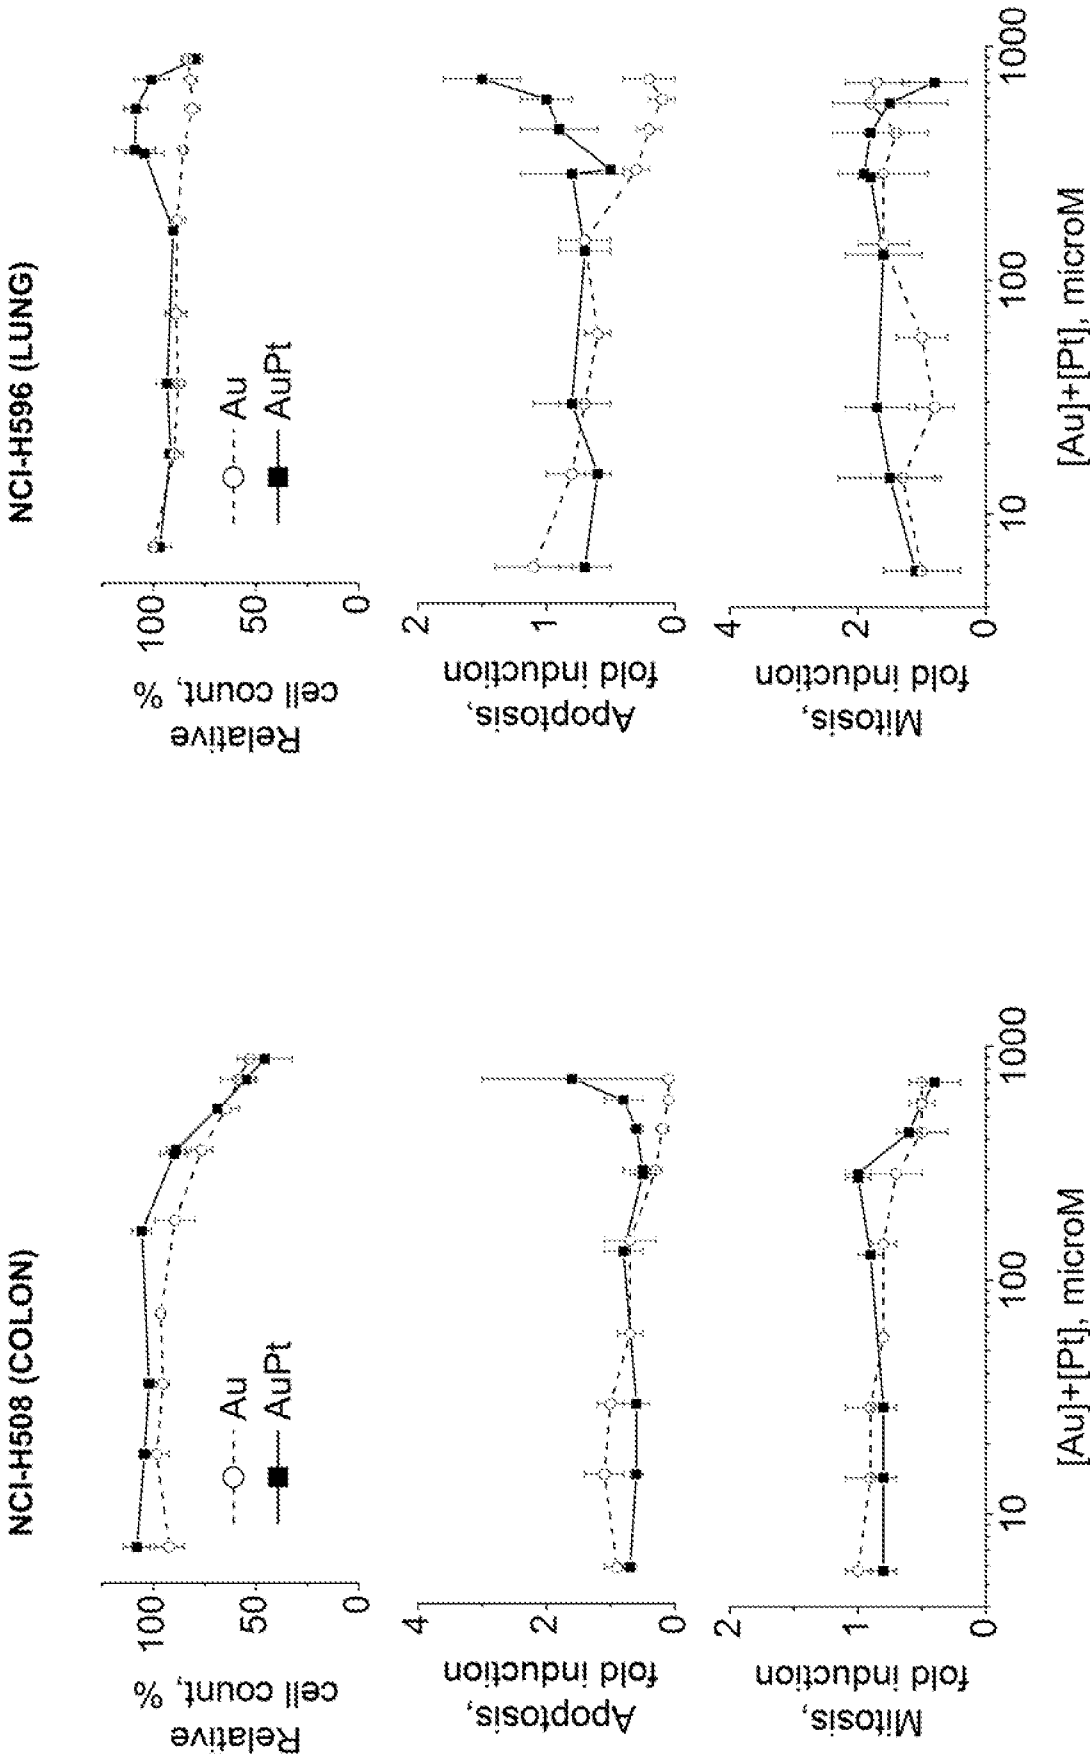 NCI-H508 (COLON)
Relative
cell count, %
100
50
0
Au
AuPt
Apoptosis,
fold induction
4
2
0
Mitosis,
fold induction
2
1
0
10
100
1000
[Au]+[Pt], microM
NCI-H596 (LUNG)
Relative
cell count, %
100
50
0
Au
AuPt
Apoptosis,
fold induction
2
1
0
Mitosis,
fold induction
4
2
0
10
100
1000
[Au]+[Pt], microM